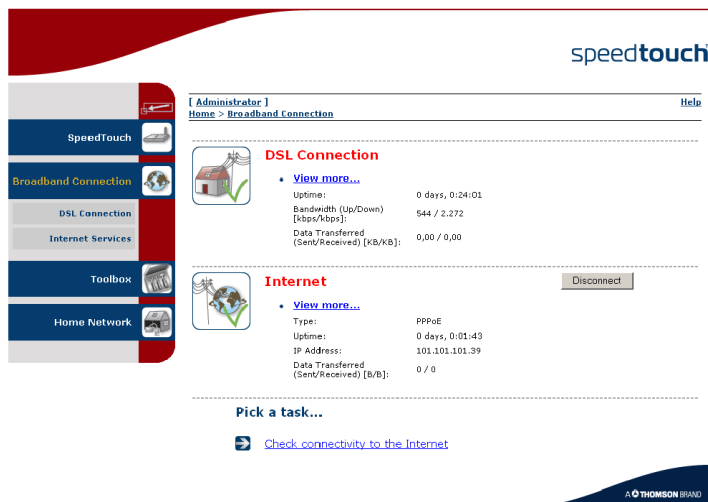 speedtouch
[ Administrator ]
Help
Home > Broadband Connection
SpeedTouch
Broadband Connection
DSL Connection
Internet Services
Toolbox
Home Network
DSL Connection
View more...
Uptime: 0 days, 0:24:01
Bandwidth (Up/Down)
[kbps/kbps]: 544 / 2.272
Data Transferred
(Sent/Received) [KB/KB]: 0,00 / 0,00
Internet
Disconnect
View more...
Type: PPPoE
Uptime: 0 days, 0:01:43
IP Address: 101.101.101.39
Data Transferred
(Sent/Received) [B/B]: 0 / 0
Pick a task...
Check connectivity to the Internet
A THOMSON BRAND